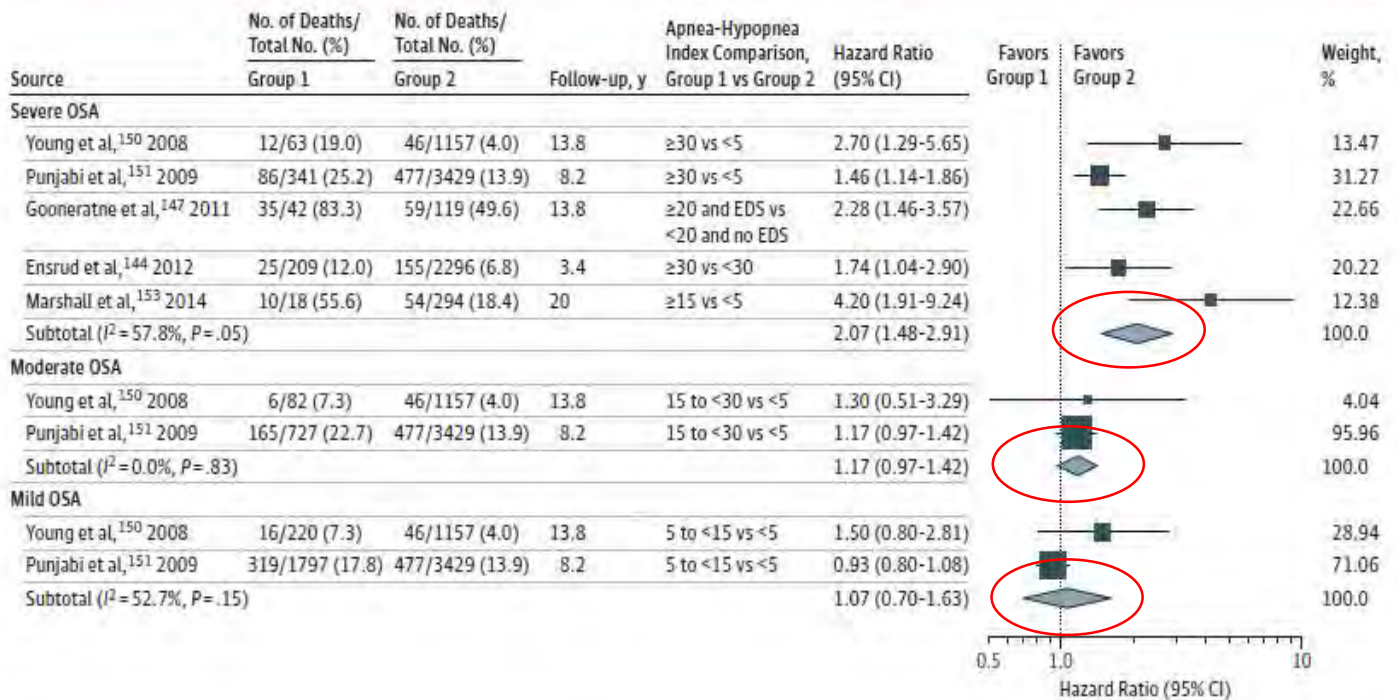 No. of Deaths/ No. of Deaths/ Apnea-Hypopnea
Total No. (%) Total No. (%) Index Comparison, Hazard Ratio Favors Favors Weight,
Source Group 1 Group 2 Follow-up, y Group 1 vs Group 2 (95% CI) Group 1 Group 2 %
Severe OSA
Young et al,150 2008 12/63 (19.0) 46/1157 (4.0) 13.8 ≥30 vs <5 2.70 (1.29-5.65) 13.47
Punjabi et al,151 2009 86/341 (25.2) 477/3429 (13.9) 8.2 ≥30 vs <5 1.46 (1.14-1.86) 31.27
Gooneratne et al,147 2011 35/42 (83.3) 59/119 (49.6) 13.8 ≥20 and EDS vs 2.28 (1.46-3.57) 22.66
<20 and no EDS
Ensrud et al,144 2012 25/209 (12.0) 155/2296 (6.8) 3.4 ≥30 vs <30 1.74 (1.04-2.90) 20.22
Marshall et al,153 2014 10/18 (55.6) 54/294 (18.4) 20 ≥15 vs <5 4.20 (1.91-9.24) 12.38
Subtotal (I2=57.8%, P=.05) 2.07 (1.48-2.91) 100.0
Moderate OSA
Young et al,150 2008 6/82 (7.3) 46/1157 (4.0) 13.8 15 to <30 vs <5 1.30 (0.51-3.29) 4.04
Punjabi et al,151 2009 165/727 (22.7) 477/3429 (13.9) 8.2 15 to <30 vs <5 1.17 (0.97-1.42) 95.96
Subtotal (I2=0.0%, P=.83) 1.17 (0.97-1.42) 100.0
Mild OSA
Young et al,150 2008 16/220 (7.3) 46/1157 (4.0) 13.8 5 to <15 vs <5 1.50 (0.80-2.81) 28.94
Punjabi et al,151 2009 319/1797 (17.8) 477/3429 (13.9) 8.2 5 to <15 vs <5 0.93 (0.80-1.08) 71.06
Subtotal (I2=52.7%, P=.15) 1.07 (0.70-1.63) 100.0
0.5 1.0 10
Hazard Ratio (95% CI)